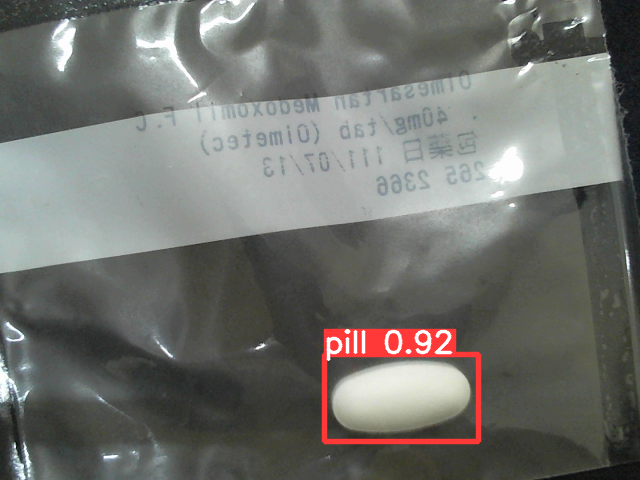 Olmesartan Medoxomil F.C
40mg/tab (Olmetec)
包藥日 111/07/13
265 2366
pill 0.92